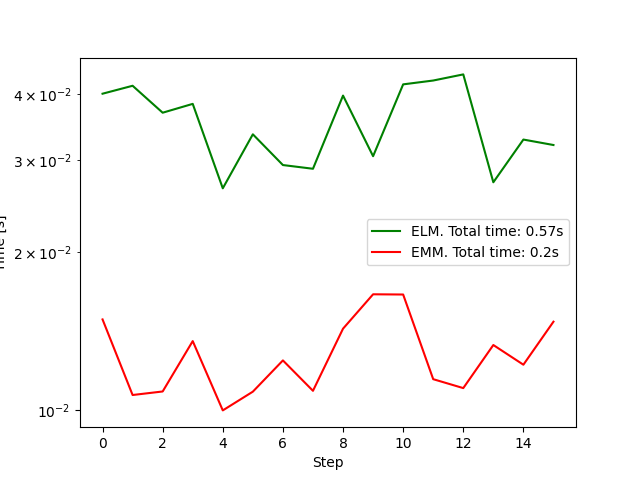 4 × 10⁻²
3 × 10⁻²
2 × 10⁻²
10⁻²
Time [s]
ELM. Total time: 0.57s
EMM. Total time: 0.2s
0 2 4 6 8 10 12 14
Step